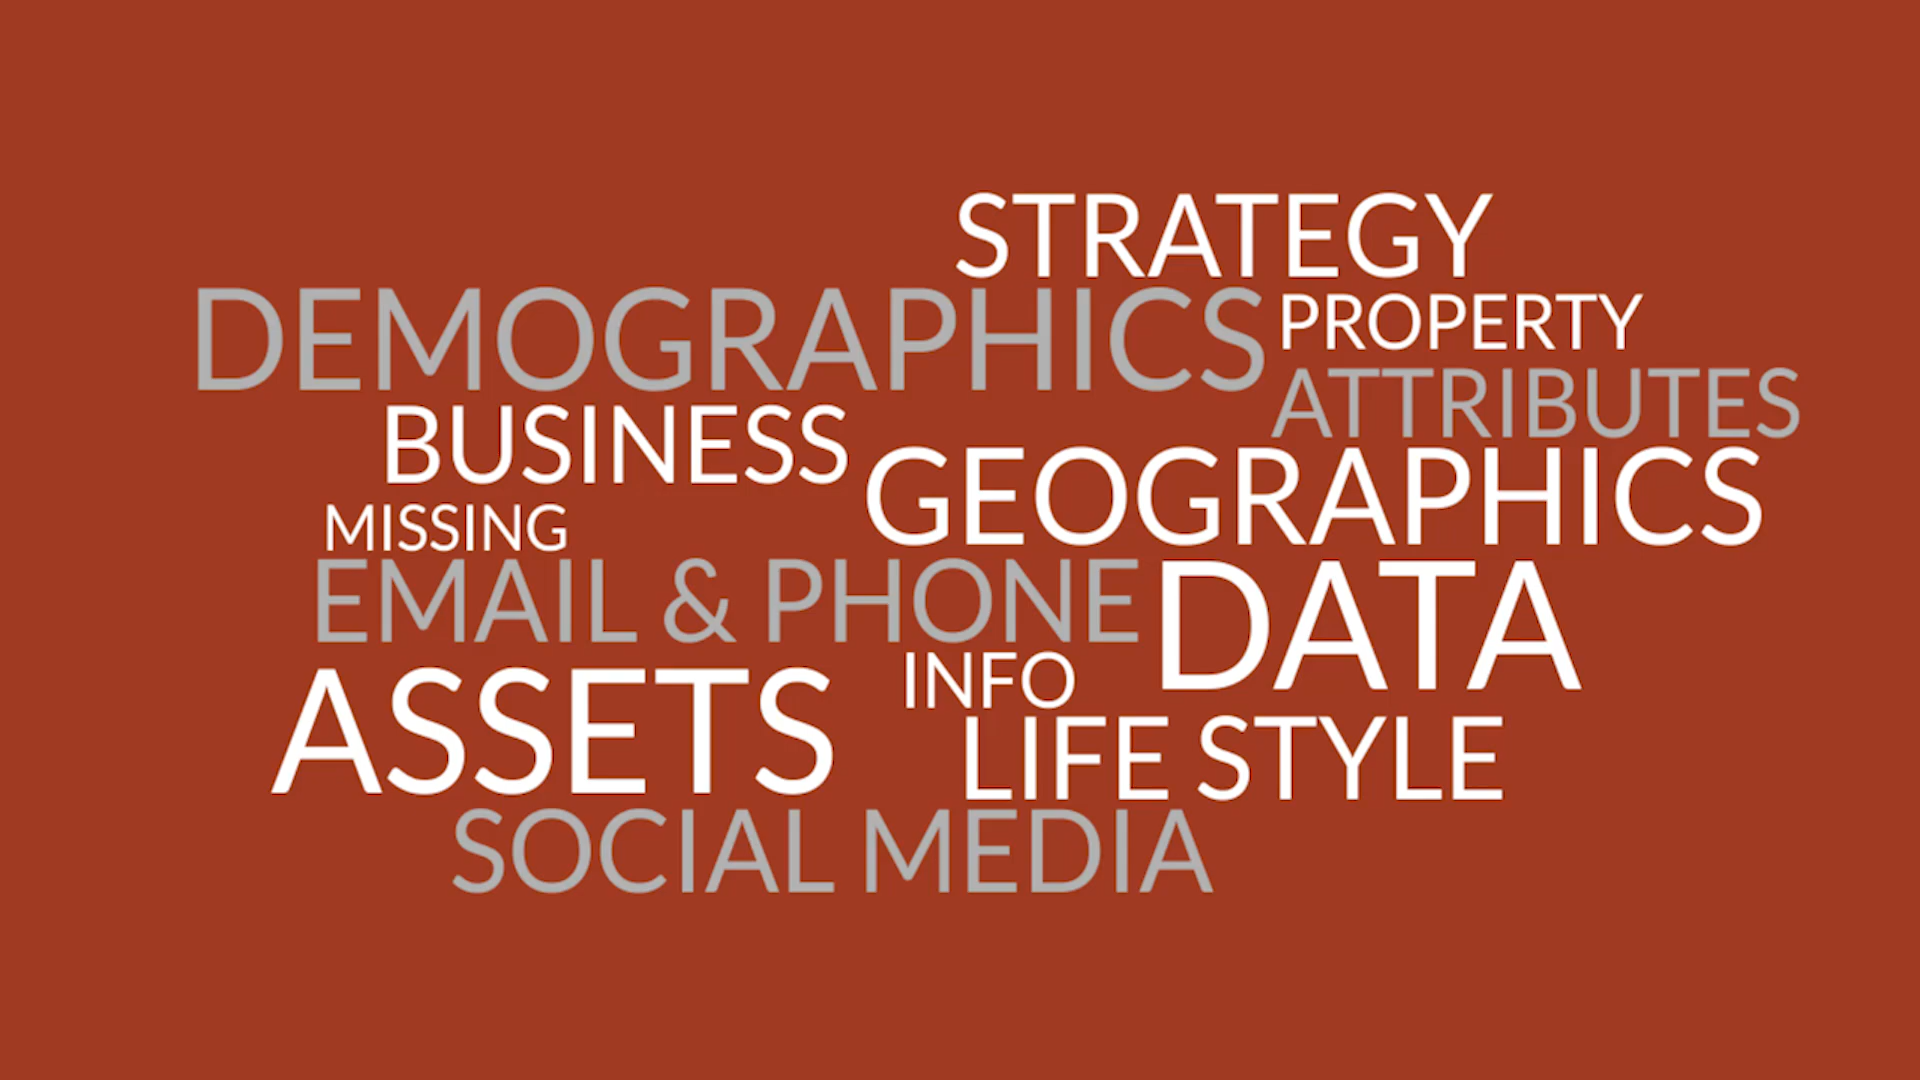 STRATEGY
DEMOGRAPHICS
PROPERTY
ATTRIBUTES
BUSINESS
GEOGRAPHICS
MISSING
EMAIL & PHONE
DATA
INFO
ASSETS
LIFE STYLE
SOCIAL MEDIA